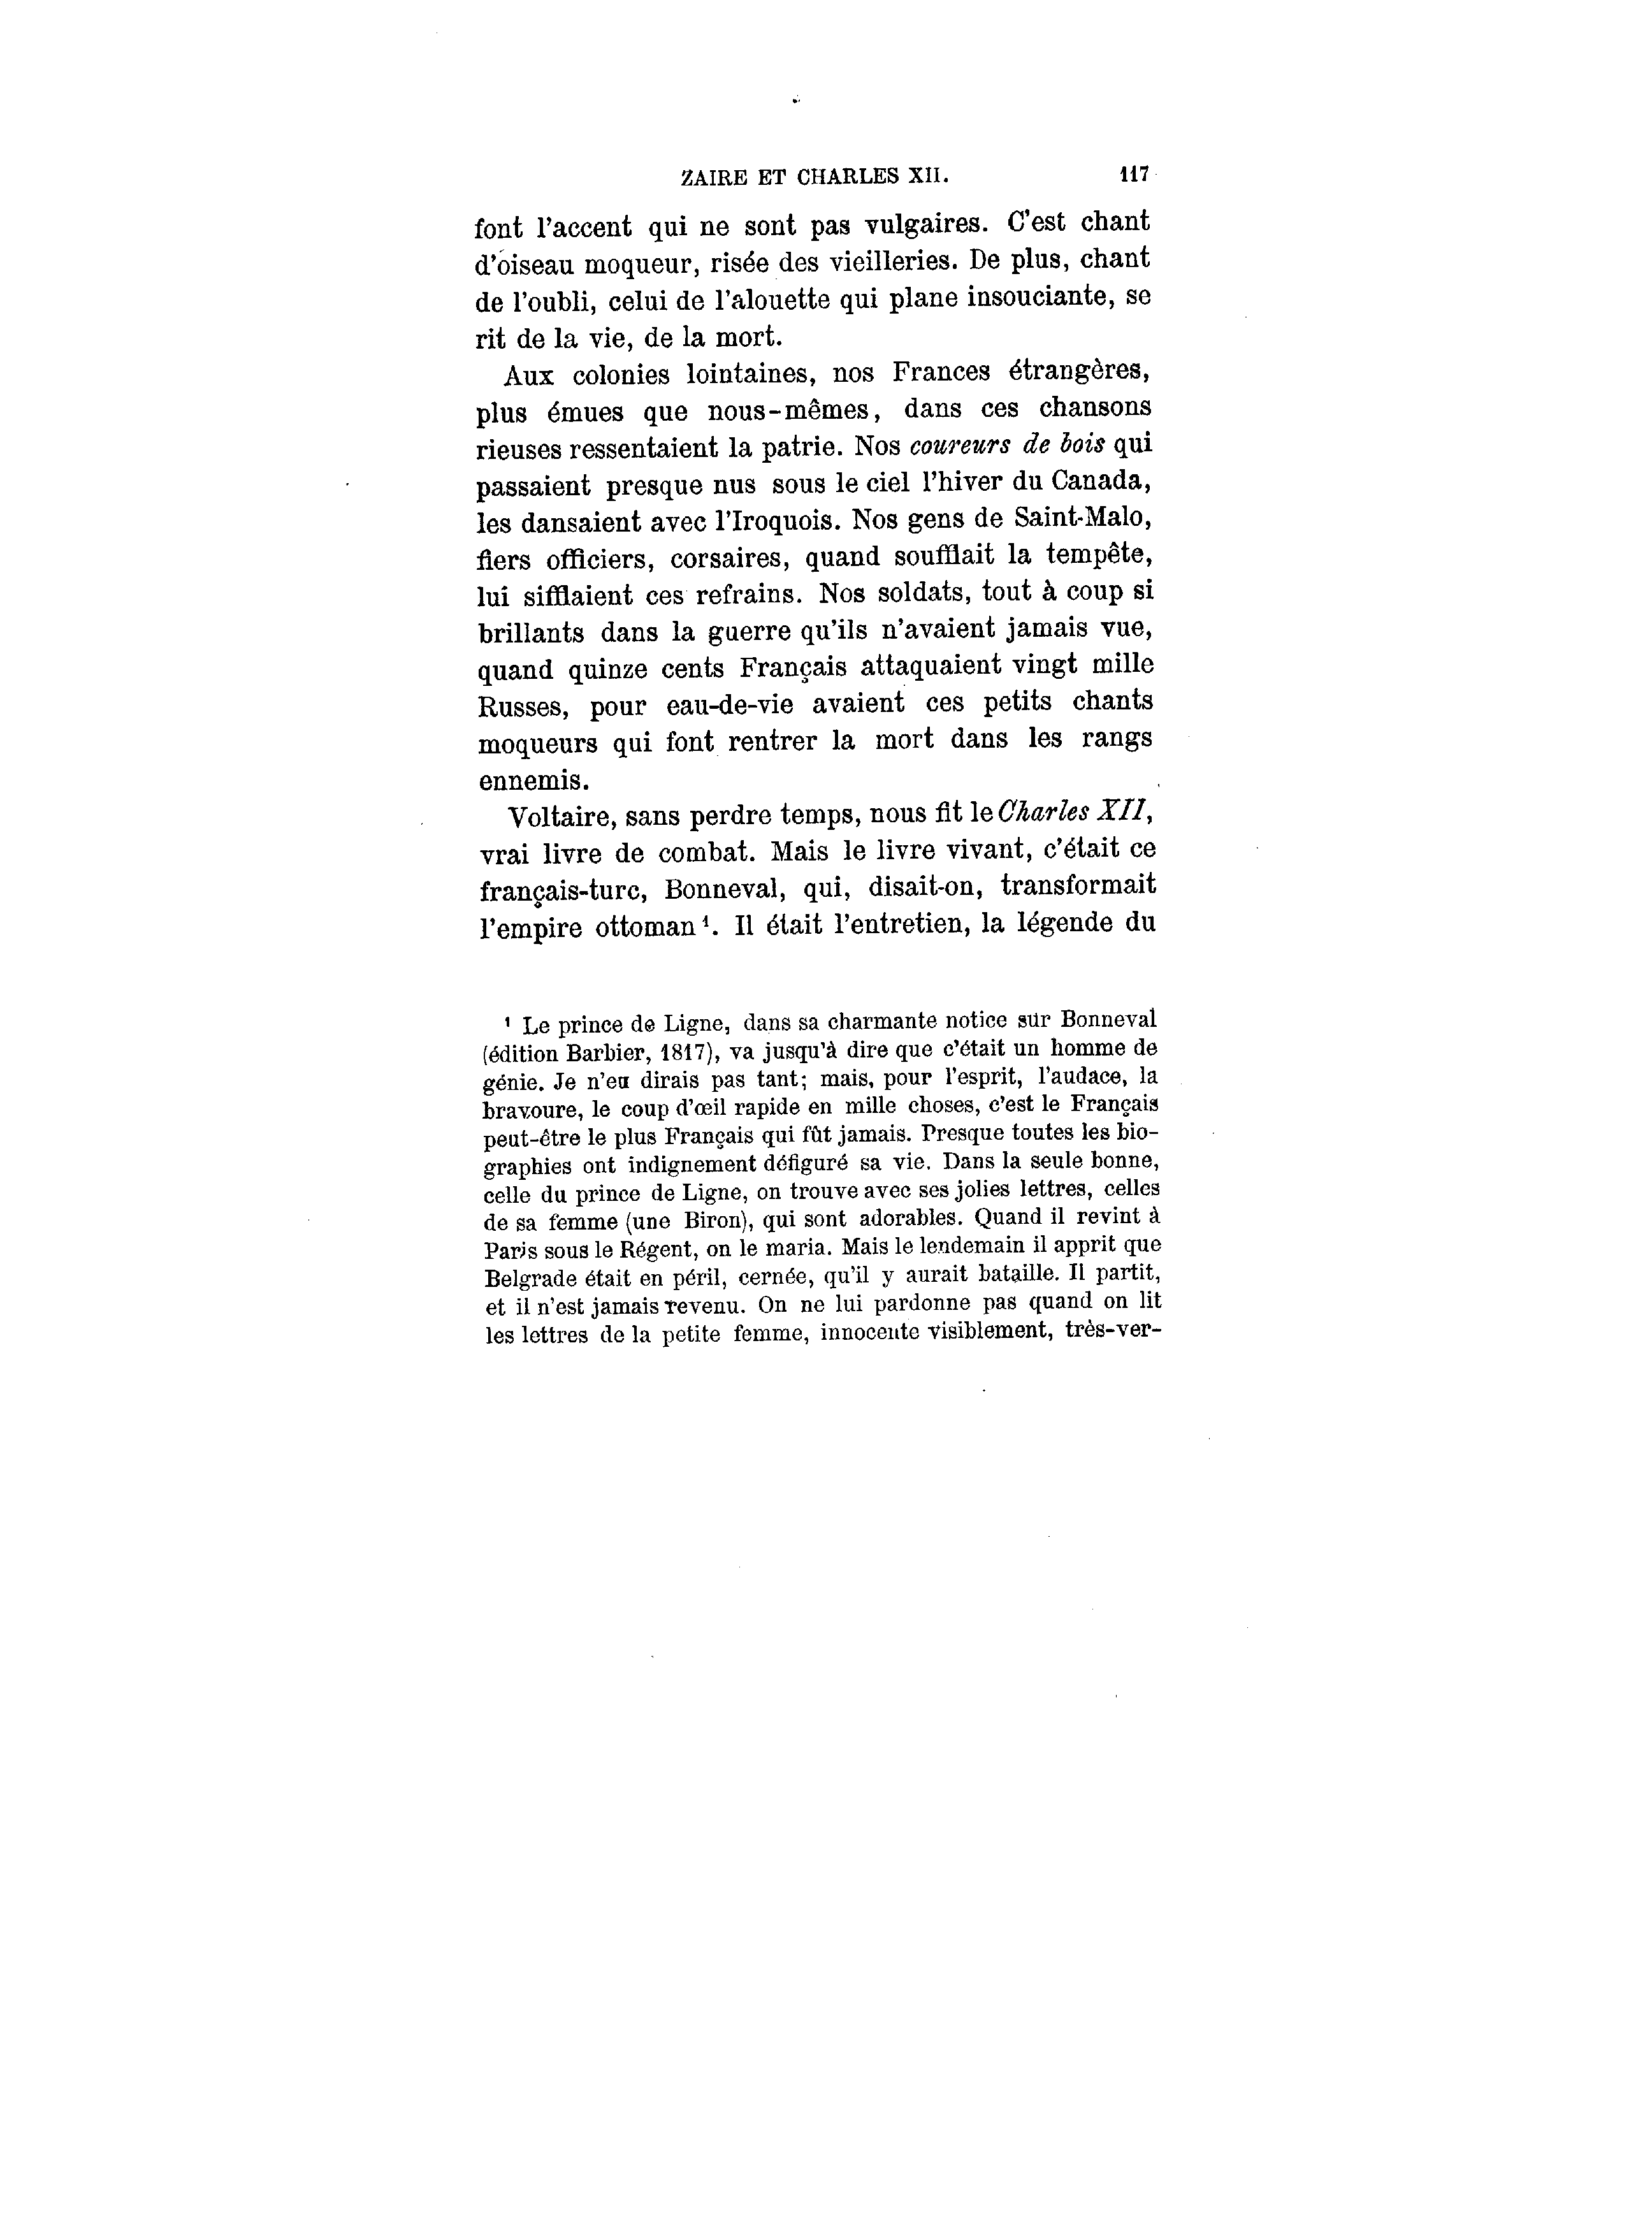 ZAIRE ET CHARLES XII. 117
font l'accent qui ne sont pas vulgaires. C'est chant
d'oiseau moqueur, risée des vieilleries. De plus, chant
de l'oubli, celui de l'alouette qui plane insouciante, se
rit de la vie, de la mort.
Aux colonies lointaines, nos Frances étrangères,
plus émues que nous-mêmes, dans ces chansons
rieuses ressentaient la patrie. Nos coureurs de bois qui
passaient presque nus sous le ciel l'hiver du Canada,
les dansaient avec l'Iroquois. Nos gens de Saint-Malo,
fiers officiers, corsaires, quand soufflait la tempête,
lui sifflaient ces refrains. Nos soldats, tout à coup si
brillants dans la guerre qu'ils n'avaient jamais vue,
quand quinze cents Français attaquaient vingt mille
Russes, pour eau-de-vie avaient ces petits chants
moqueurs qui font rentrer la mort dans les rangs
ennemis.
Voltaire, sans perdre temps, nous fit le Charles XII,
vrai livre de combat. Mais le livre vivant, c'était ce
français-turc, Bonneval, qui, disait-on, transformait
l'empire ottoman ¹. Il était l'entretien, la légende du
¹ Le prince de Ligne, dans sa charmante notice sur Bonneval
(édition Barbier, 1817), va jusqu'à dire que c'était un homme de
génie. Je n'en dirais pas tant; mais, pour l'esprit, l'audace, la
bravoure, le coup d'œil rapide en mille choses, c'est le Français
peut-être le plus Français qui fût jamais. Presque toutes les bio-
graphies ont indignement défiguré sa vie. Dans la seule bonne,
celle du prince de Ligne, on trouve avec ses jolies lettres, celles
de sa femme (une Biron), qui sont adorables. Quand il revint à
Paris sous le Régent, on le maria. Mais le lendemain il apprit que
Belgrade était en péril, cernée, qu'il y aurait bataille. Il partit,
et il n'est jamais revenu. On ne lui pardonne pas quand on lit
les lettres de la petite femme, innocente visiblement, très-ver-